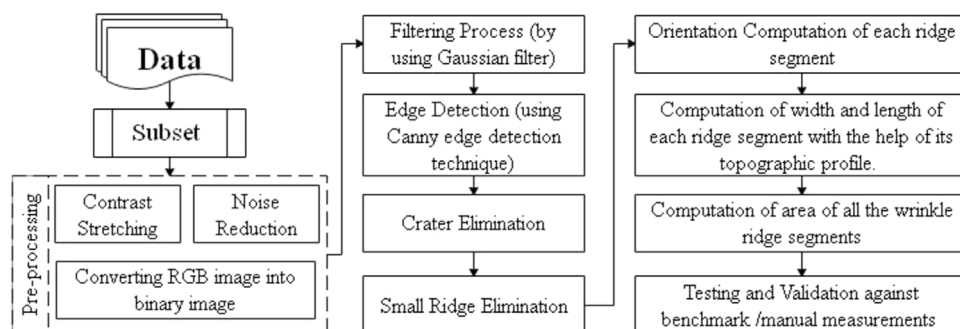 Data
Subset
Pre-processing
Contrast
Stretching
Noise
Reduction
Converting RGB image into
binary image
Filtering Process (by
using Gaussian filter)
Edge Detection (using
Canny edge detection
technique)
Crater Elimination
Small Ridge Elimination
Orientation Computation of each ridge
segment
Computation of width and length of
each ridge segment with the help of its
topographic profile.
Computation of area of all the wrinkle
ridge segments
Testing and Validation against
benchmark /manual measurements